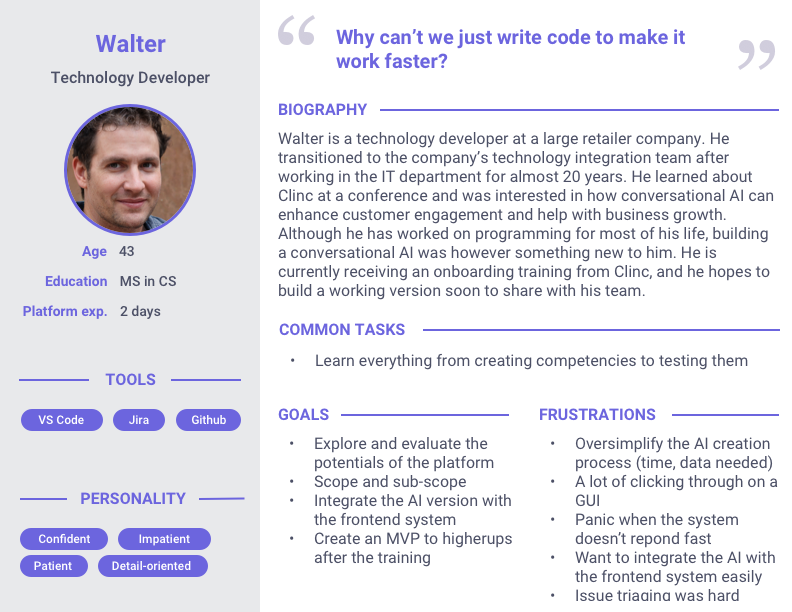 Walter
Technology Developer
Age 43
Education MS in CS
Platform exp. 2 days
TOOLS
VS Code Jira Github
PERSONALITY
Confident Impatient
Patient Detail-oriented
“
Why can’t we just write code to make it
work faster?
”
BIOGRAPHY
Walter is a technology developer at a large retailer company. He
transitioned to the company’s technology integration team after
working in the IT department for almost 20 years. He learned about
Clinc at a conference and was interested in how conversational AI can
enhance customer engagement and help with business growth.
Although he has worked on programming for most of his life, building
a conversational AI was however something new to him. He is
currently receiving an onboarding training from Clinc, and he hopes to
build a working version soon to share with his team.
COMMON TASKS
• Learn everything from creating competencies to testing them
GOALS
• Explore and evaluate the
potentials of the platform
• Scope and sub-scope
• Integrate the AI version with
the frontend system
• Create an MVP to higherups
after the training
FRUSTRATIONS
• Oversimplify the AI creation
process (time, data needed)
• A lot of clicking through on a
GUI
• Panic when the system
doesn’t repond fast
• Want to integrate the AI with
the frontend system easily
• Issue triaging was hard